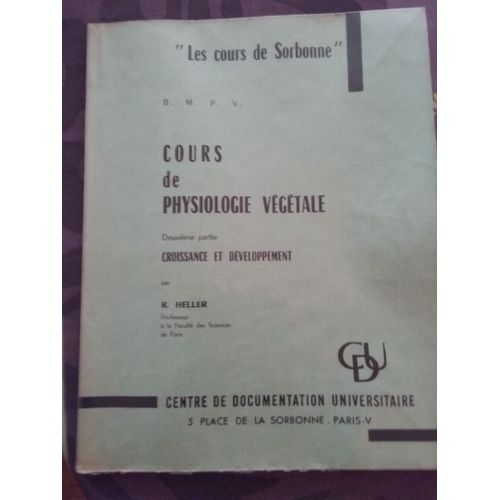 "Les cours de Sorbonne"
B. M. P. V.
COURS
de
PHYSIOLOGIE VÉGÉTALE
Deuxième partie
CROISSANCE ET DÉVELOPPEMENT
par
R. HELLER
Professeur
à la Faculté des Sciences
de Paris
CDU
CENTRE DE DOCUMENTATION UNIVERSITAIRE
5 PLACE DE LA SORBONNE . PARIS-V